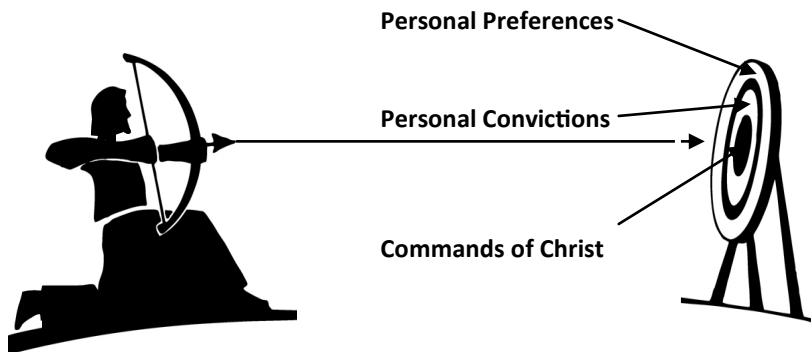 Personal Preferences
Personal Convictions
Commands of Christ